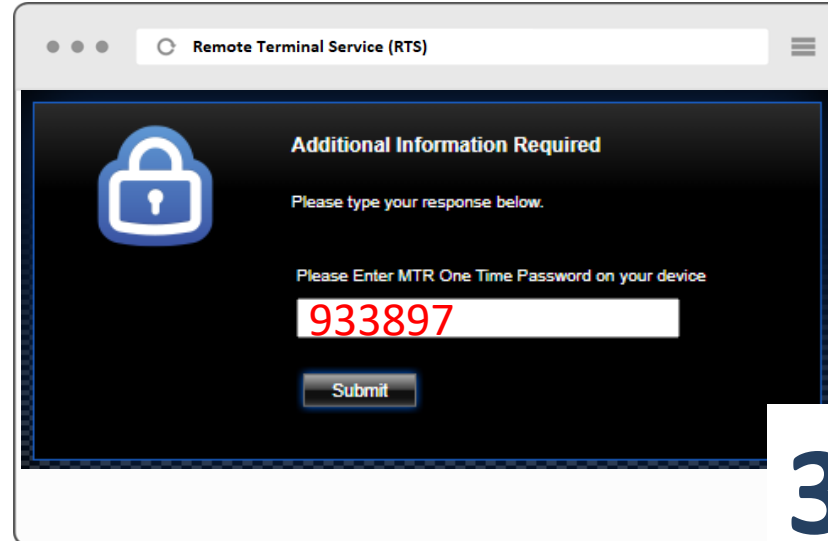 Remote Terminal Service (RTS)
Additional Information Required
Please type your response below.
Please Enter MTR One Time Password on your device
933897
Submit
3